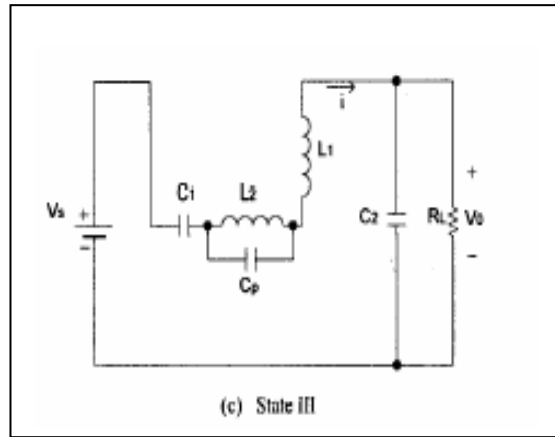 i
L1
C1
L2
Vs
+
-
Cp
C2
RL
+
V0
-
(c) State III